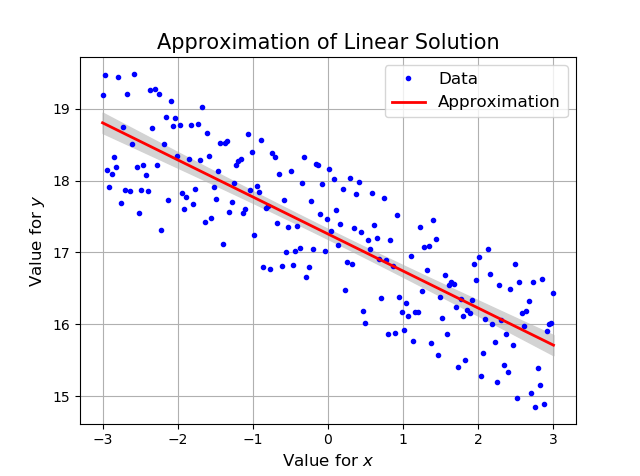 Approximation of Linear Solution
Data
Approximation
19
18
17
16
15
Value for y
−3
−2
−1
0
1
2
3
Value for x